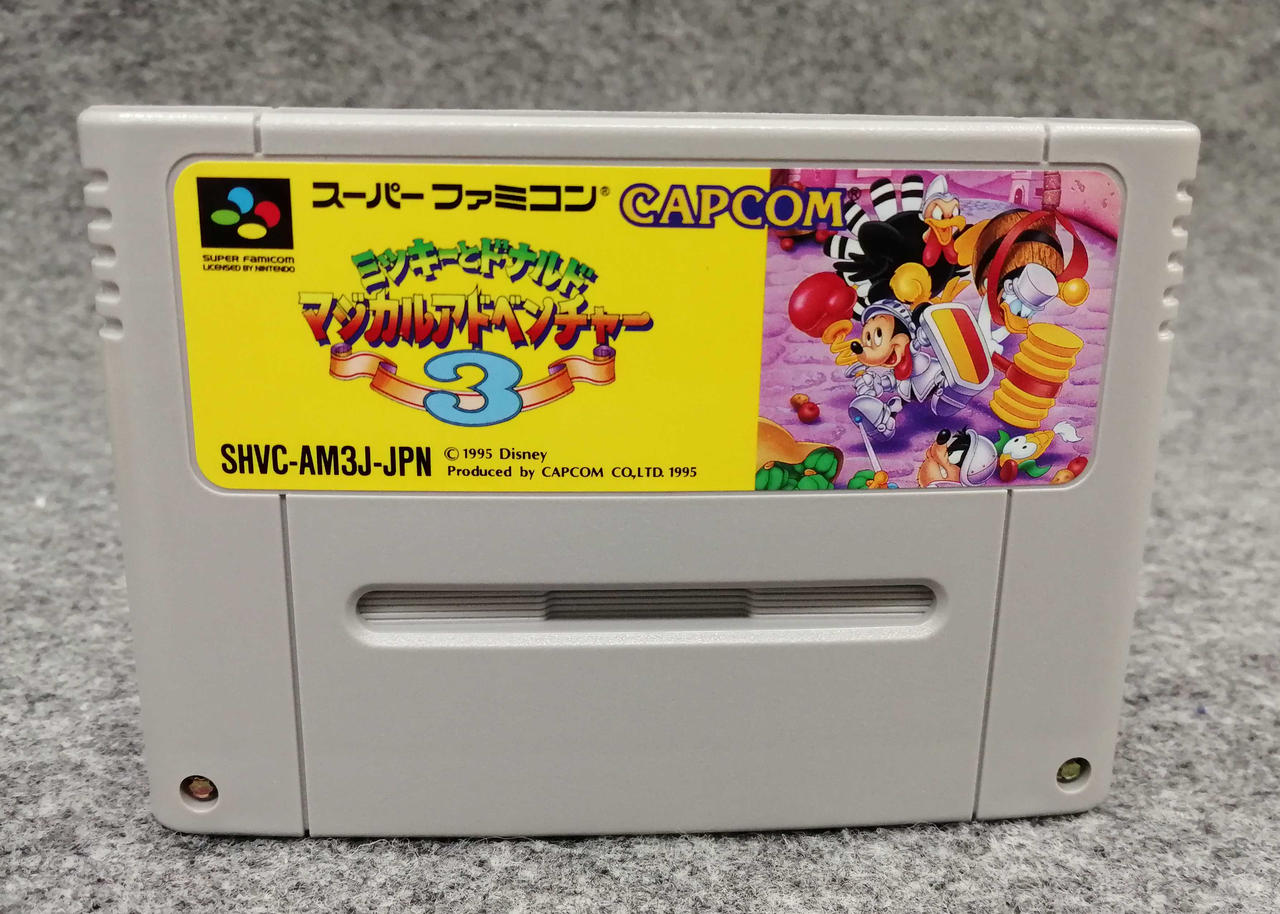 スーパーファミコン®
CAPCOM®
SUPER FAMICOM
LICENSED BY NINTENDO
ミッキーとドナルド
マジカルアドベンチャー
3
SHVC-AM3J-JPN
© 1995 Disney
Produced by CAPCOM CO.,LTD. 1995